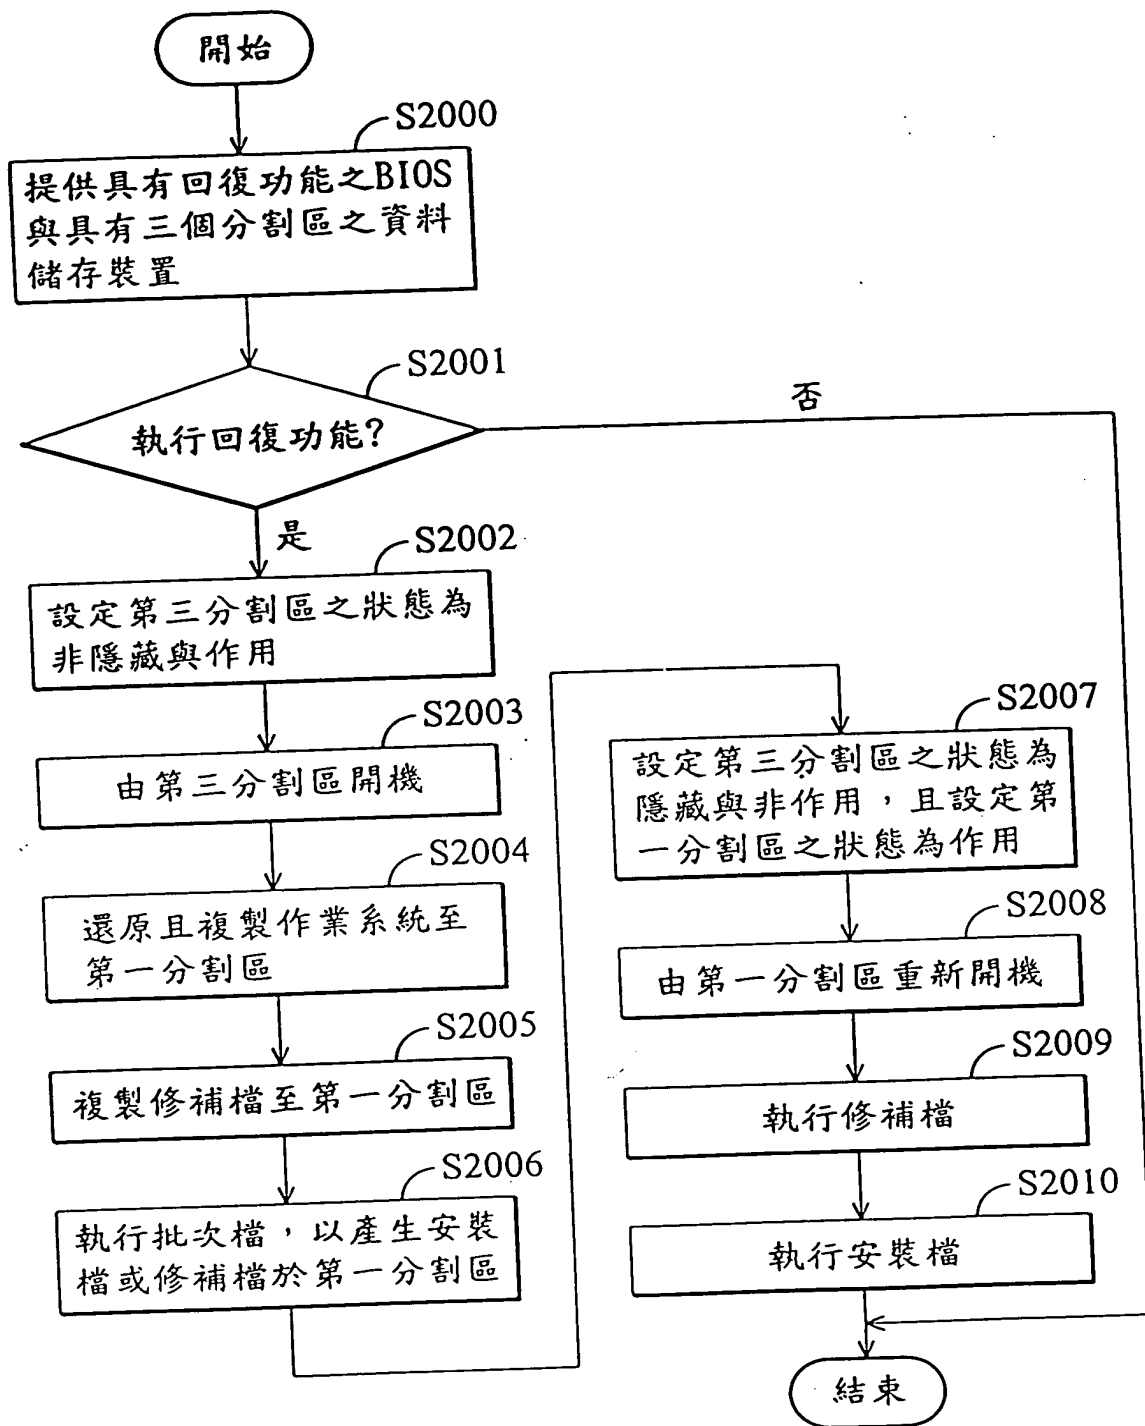 開始
S2000
提供具有回復功能之BIOS
與具有三個分割區之資料
儲存裝置
S2001
執行回復功能?
否
是
S2002
設定第三分割區之狀態為
非隱藏與作用
S2003
由第三分割區開機
S2004
還原且複製作業系統至
第一分割區
S2005
複製修補檔至第一分割區
S2006
執行批次檔，以產生安裝
檔或修補檔於第一分割區
S2007
設定第三分割區之狀態為
隱藏與非作用，且設定第
一分割區之狀態為作用
S2008
由第一分割區重新開機
S2009
執行修補檔
S2010
執行安裝檔
結束